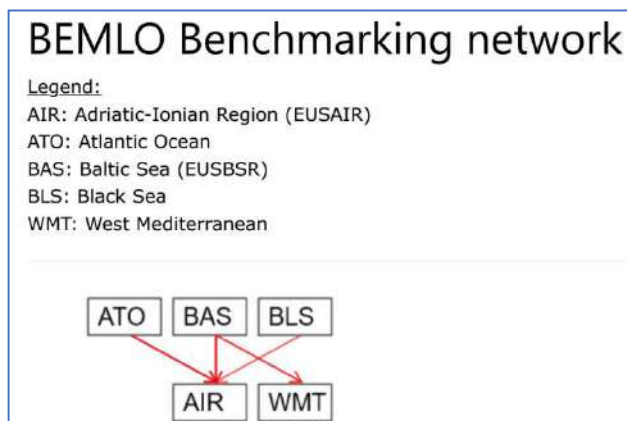 BEMLO Benchmarking network
Legend:
AIR: Adriatic-Ionian Region (EUSAIR)
ATO: Atlantic Ocean
BAS: Baltic Sea (EUSBSR)
BLS: Black Sea
WMT: West Mediterranean
ATO BAS BLS
AIR WMT